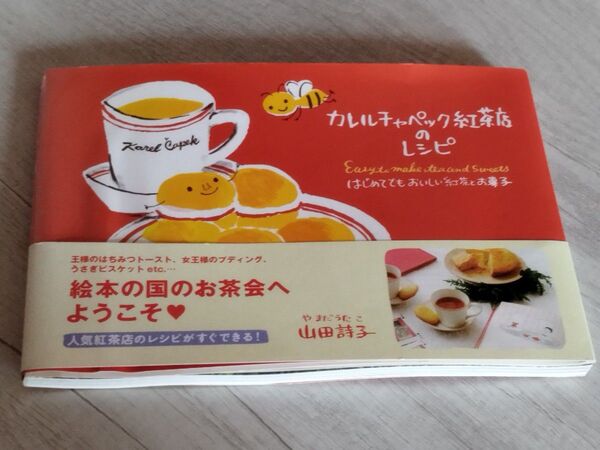 Karel Čapek
カレルチャペック紅茶店
の
レシピ
Easy to make tea and sweets
はじめてでもおいしい紅茶とお菓子
王様のはちみつトースト、女王様のプディング、
うさぎビスケット etc.…
絵本の国のお茶会へ
ようこそ♥
やまだうたこ
山田詩子
人気紅茶店のレシピがすぐできる！